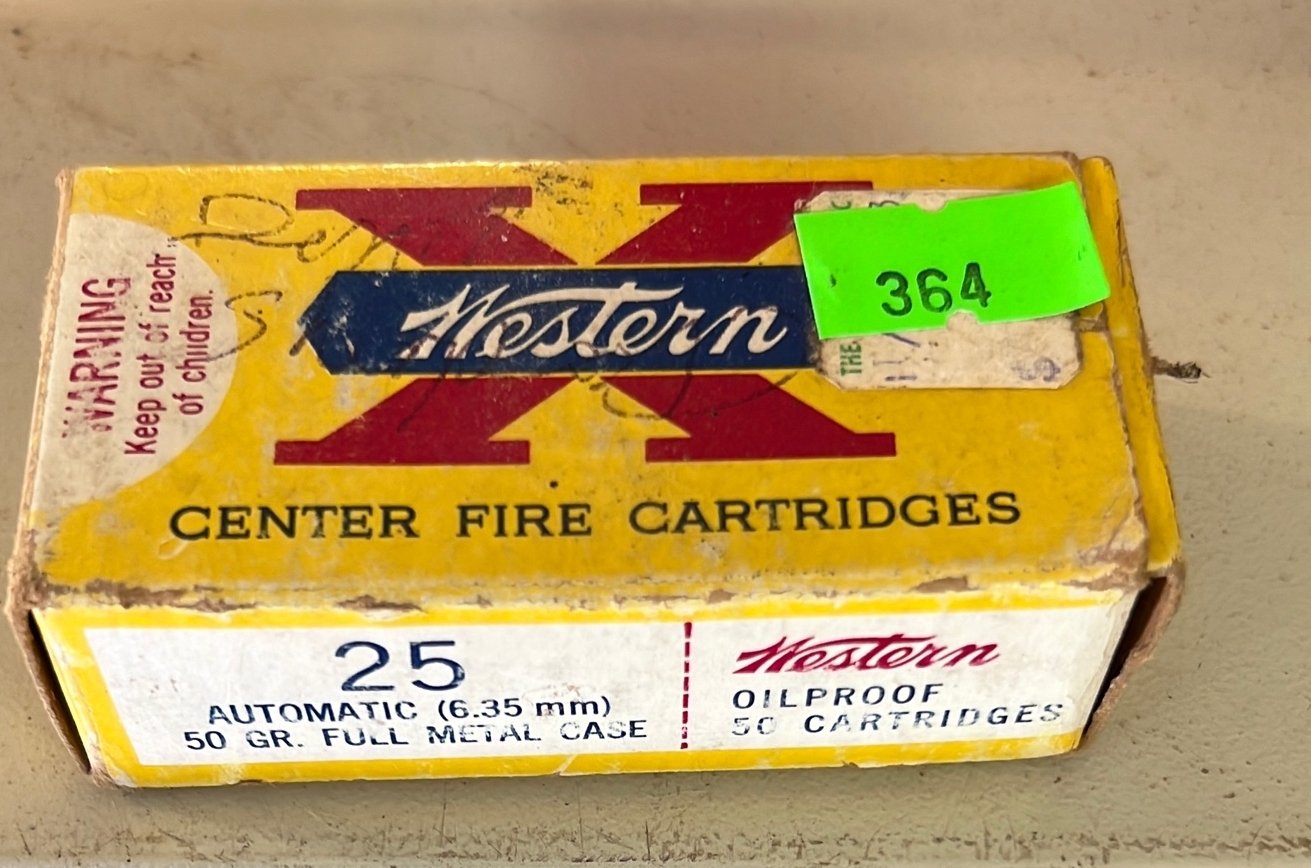 WARNING
Keep out of reach
of children.
Western
364
THE
CENTER FIRE CARTRIDGES
25
AUTOMATIC (6.35 mm)
50 GR. FULL METAL CASE
Western
OILPROOF
50 CARTRIDGES